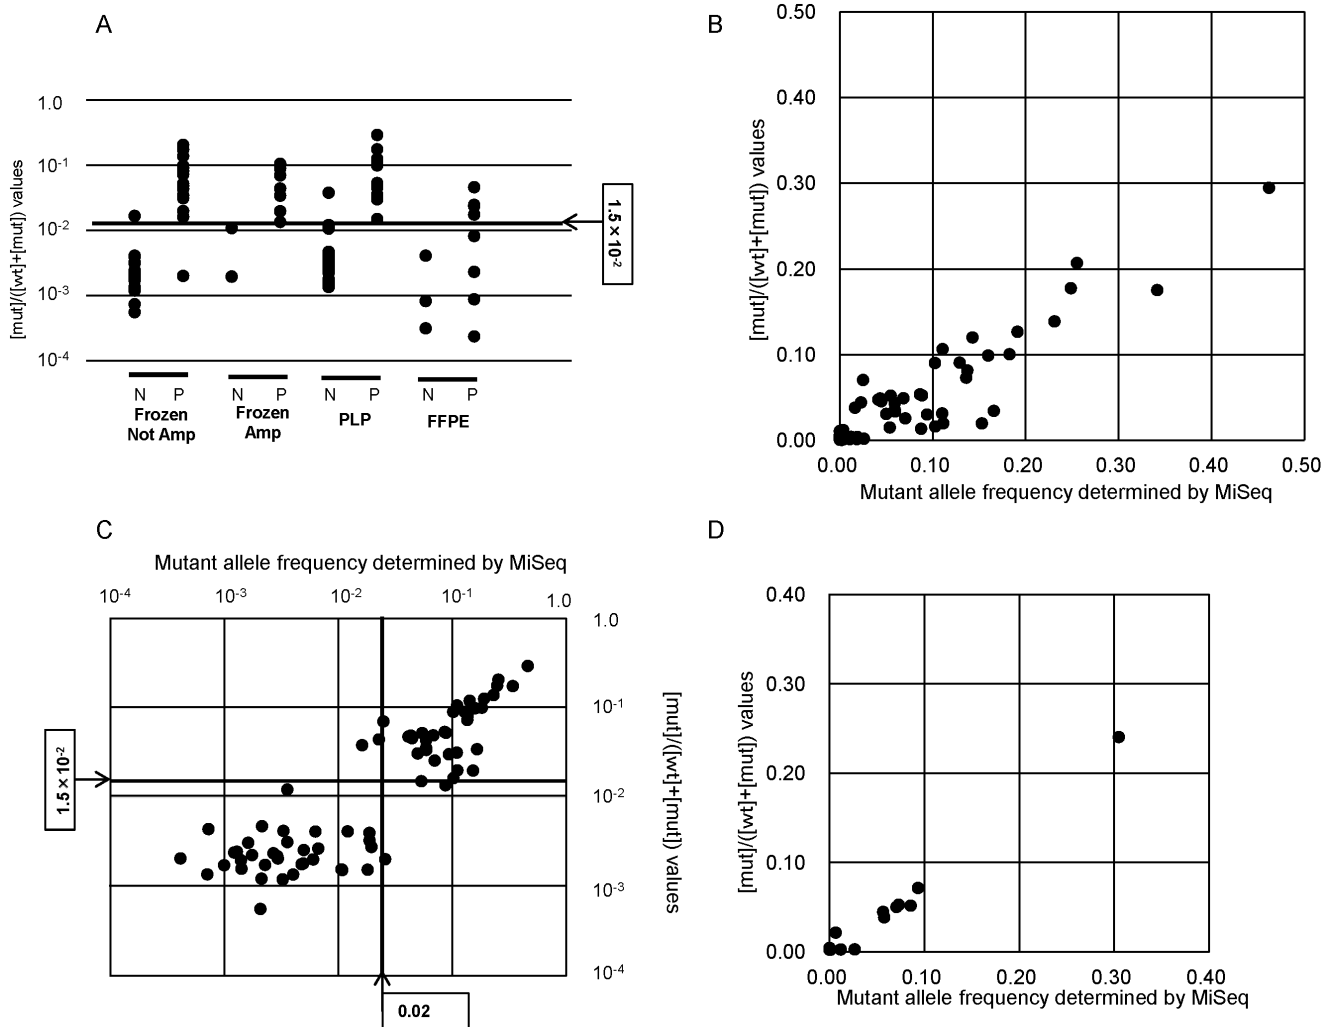 A
1.0
10-1
10-2
10-3
10-4
[mut]/([wt]+[mut]) values
1.5×10-2
N P N P N P N P
Frozen
Not Amp
Frozen
Amp
PLP
FFPE
B
0.50
0.40
0.30
0.20
0.10
0.00
[mut]/([wt]+[mut]) values
0.00 0.10 0.20 0.30 0.40 0.50
Mutant allele frequency determined by MiSeq
C
Mutant allele frequency determined by MiSeq
10-4 10-3 10-2 10-1 1.0
1.0
10-1
10-2
10-3
10-4
[mut]/([wt]+[mut]) values
1.5×10-2
0.02
D
0.40
0.30
0.20
0.10
0.00
[mut]/([wt]+[mut]) values
0.00 0.10 0.20 0.30 0.40
Mutant allele frequency determined by MiSeq